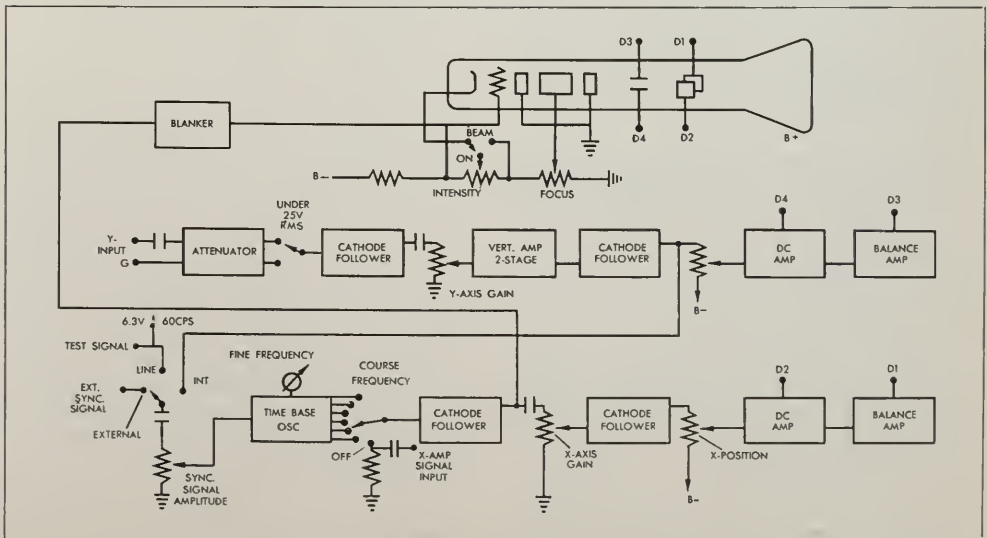 D3
D1
BLANKER
BEAM
ON
D4
D2
B+
B-
INTENSITY
FOCUS
UNDER
25V
RMS
D4
D3
Y-
INPUT
G
ATTENUATOR
CATHODE
FOLLOWER
VERT. AMP
2-STAGE
CATHODE
FOLLOWER
DC
AMP
BALANCE
AMP
Y-AXIS GAIN
B-
6.3V
60CPS
TEST SIGNAL
LINE
INT
FINE FREQUENCY
COURSE
FREQUENCY
D2
D1
EXT.
SYNC.
SIGNAL
EXTERNAL
TIME BASE
OSC
CATHODE
FOLLOWER
CATHODE
FOLLOWER
DC
AMP
BALANCE
AMP
OFF
X-AMP
SIGNAL
INPUT
X-AXIS
GAIN
X-POSITION
SYNC.
SIGNAL
AMPLITUDE
B-